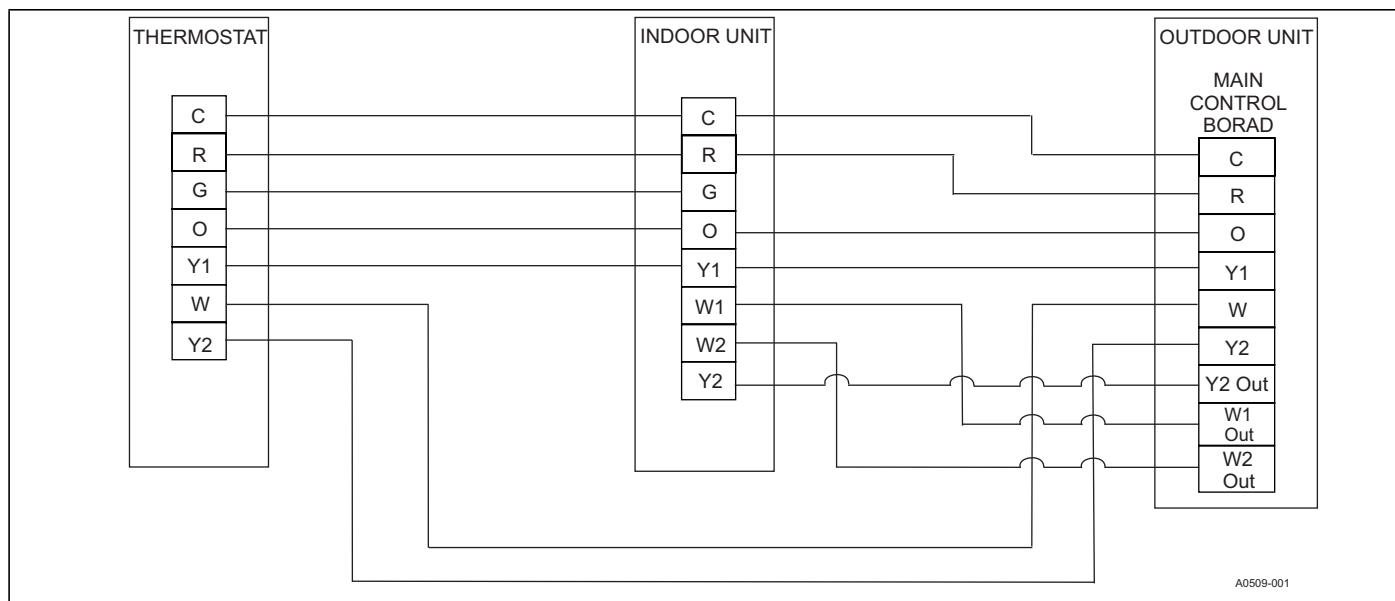 THERMOSTAT
C
R
G
O
Y1
W
Y2
INDOOR UNIT
C
R
G
O
Y1
W1
W2
Y2
OUTDOOR UNIT
MAIN
CONTROL
BORAD
C
R
O
Y1
W
Y2
Y2 Out
W1
Out
W2
Out
A0509-001